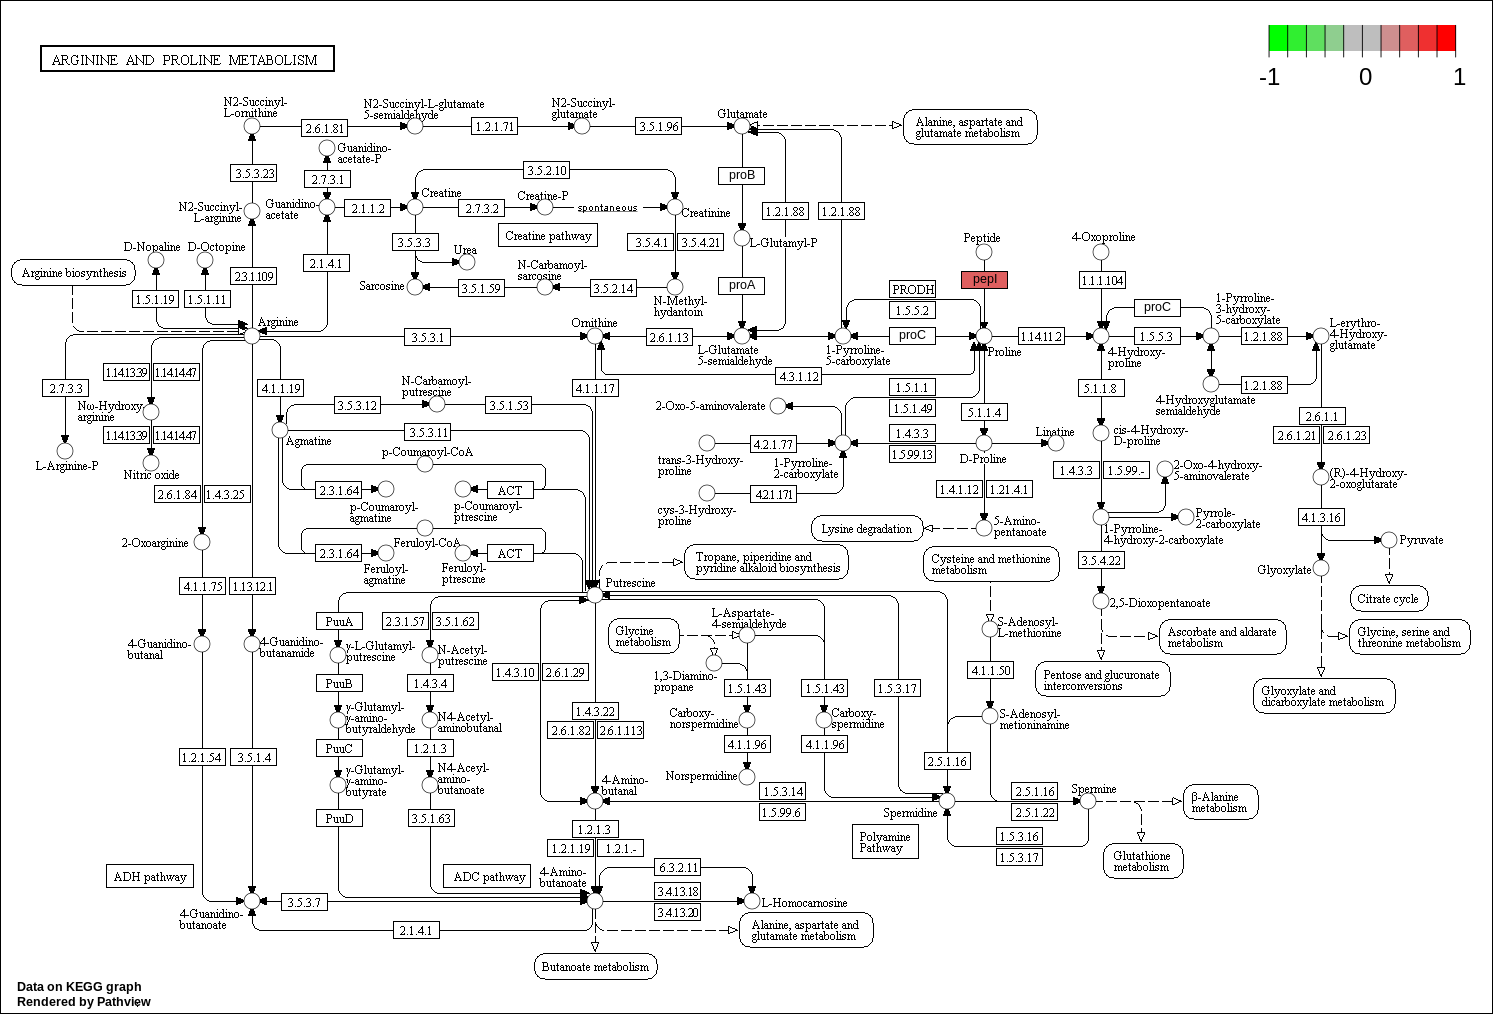 ARGININE AND PROLINE METABOLISM
-1
0
1
N2-Succinyl-
L-ornithine
2.6.1.81
N2-Succinyl-L-glutamate
5-semialdehyde
1.2.1.71
N2-Succinyl-
glutamate
3.5.1.96
Glutamate
Alanine, aspartate and
glutamate metabolism
Guanidino-
acetate-P
3.5.3.23
2.7.3.1
3.5.2.10
proB
N2-Succinyl-
L-arginine
Guanidino-
acetate
2.1.1.2
Creatine
2.7.3.2
Creatine-P
spontaneous
Creatinine
1.2.1.88
1.2.1.88
D-Nopaline
D-Octopine
3.5.3.3
Urea
Creatine pathway
3.5.4.1
3.5.4.21
L-Glutamyl-P
Peptide
4-Oxoproline
Arginine biosynthesis
2.3.1.109
2.1.4.1
N-Carbamoyl-
sarcosine
1.5.1.19
1.5.1.11
Sarcosine
1.5.1.59
3.5.2.14
N-Methyl-
hydantoin
proA
PRODH
1.5.5.2
pepI
1.1.1.104
proC
1-Pyrroline-
3-hydroxy-
5-carboxylate
Arginine
3.5.3.1
Ornithine
2.6.1.13
L-Glutamate
5-semialdehyde
1-Pyrroline-
5-carboxylate
proC
Proline
1.14.11.2
4-Hydroxy-
proline
1.5.5.3
1.2.1.88
L-erythro-
4-Hydroxy-
glutamate
2.7.3.3
1.14.13.39
1.14.14.47
4.1.1.19
N-Carbamoyl-
putrescine
4.1.1.17
4.3.1.12
1.5.1.1
1.5.1.49
5.1.1.8
1.2.1.88
4-Hydroxyglutamate
semialdehyde
Nω-Hydroxy
arginine
3.5.3.12
3.5.1.53
2-Oxo-5-aminovalerate
5.1.1.4
2.6.1.1
1.14.13.39
1.14.14.47
Agmatine
3.5.3.11
4.2.1.77
1.4.3.3
1.5.99.13
Linatine
cis-4-Hydroxy-
D-proline
2.6.1.21
2.6.1.23
L-Arginine-P
Nitric oxide
p-Coumaroyl-CoA
trans-3-Hydroxy-
proline
1-Pyrroline-
2-carboxylate
D-Proline
1.4.3.3
1.5.99.-
2-Oxo-4-hydroxy-
5-aminovalerate
(R)-4-Hydroxy-
2-oxoglutarate
2.6.1.84
1.4.3.25
2.3.1.64
ACT
4.2.1.171
1.4.1.12
1.21.4.1
p-Coumaroyl-
agmatine
p-Coumaroyl-
ptrescine
cys-3-Hydroxy-
proline
Lysine degradation
5-Amino-
pentanoate
Pyrrole-
2-carboxylate
4.1.3.16
2-Oxoarginine
Feruloyl-CoA
2.3.1.64
ACT
1-Pyrroline-
4-hydroxy-2-carboxylate
Pyruvate
Feruloyl-
agmatine
Feruloyl-
ptrescine
Tropane, piperidine and
pyridine alkaloid biosynthesis
Cysteine and methionine
metabolism
3.5.4.22
Glyoxylate
4.1.1.75
1.13.12.1
Putrescine
2,5-Dioxopentanoate
Citrate cycle
4-Guanidino-
butanal
4-Guanidino-
butanamide
PuuA
2.3.1.57
3.5.1.62
Glycine
metabolism
L-Aspartate-
4-semialdehyde
S-Adenosyl-
L-methionine
Ascorbate and aldarate
metabolism
Glycine, serine and
threonine metabolism
γ-L-Glutamyl-
putrescine
N-Acetyl-
putrescine
1.4.3.10
2.6.1.29
1,3-Diamino-
propane
4.1.1.50
Pentose and glucuronate
interconversions
PuuB
1.4.3.4
1.5.1.43
1.5.1.43
1.5.3.17
Glyoxylate and
dicarboxylate metabolism
γ-Glutamyl-
γ-amino-
butyraldehyde
N4-Acetyl-
aminobutanal
1.4.3.22
2.6.1.82
2.6.1.113
Carboxy-
norspermidine
Carboxy-
spermidine
S-Adenosyl-
metioninamine
1.2.1.54
3.5.1.4
PuuC
1.2.1.3
4.1.1.96
4.1.1.96
2.5.1.16
γ-Glutamyl-
γ-amino-
butyrate
N4-Aceyl-
amino-
butanoate
4-Amino-
butanal
Norspermidine
1.5.3.14
1.5.99.6
Spermidine
2.5.1.16
2.5.1.22
Spermine
β-Alanine
metabolism
PuuD
3.5.1.63
1.2.1.3
1.2.1.19
1.2.1.-
Polyamine
Pathway
1.5.3.16
1.5.3.17
Glutathione
metabolism
ADH pathway
ADC pathway
4-Amino-
butanoate
6.3.2.11
3.4.13.18
3.4.13.20
4-Guanidino-
butanoate
3.5.3.7
L-Homocarnosine
2.1.4.1
Alanine, aspartate and
glutamate metabolism
Butanoate metabolism
Data on KEGG graph
Rendered by Pathview